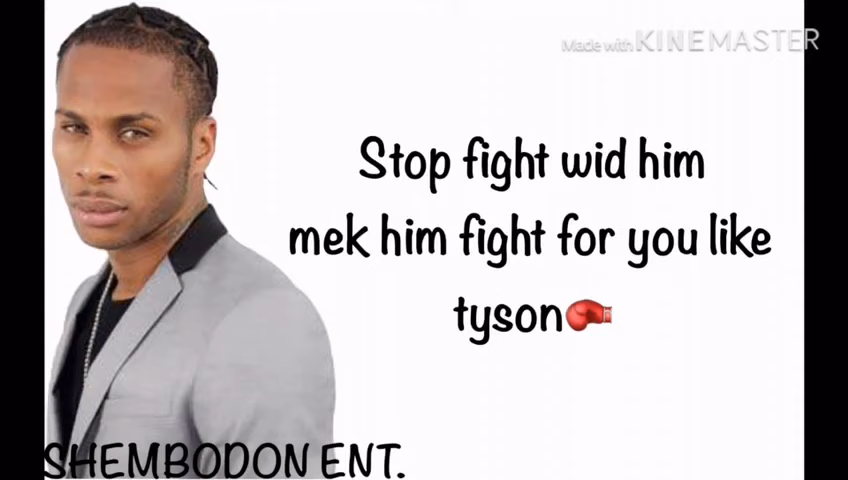 Made with KINEMASTER
Stop fight wid him
mek him fight for you like
tyson🥊
SHEMBODON ENT.